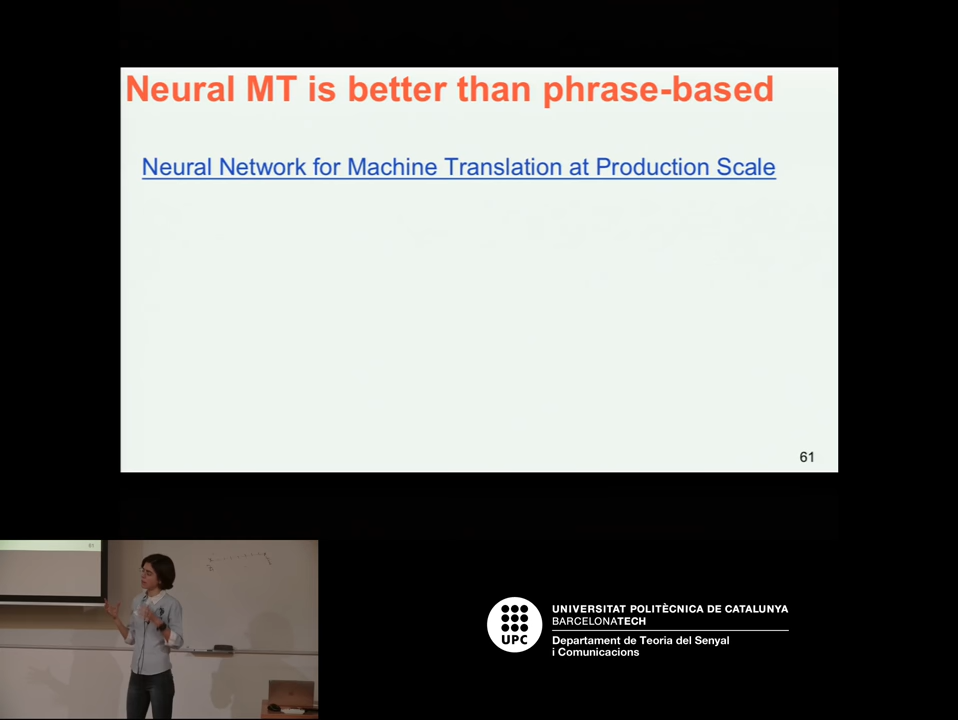 Neural MT is better than phrase-based
Neural Network for Machine Translation at Production Scale
61
UPC
UNIVERSITAT POLITÈCNICA DE CATALUNYA
BARCELONATECH
Departament de Teoria del Senyal
i Comunicacions